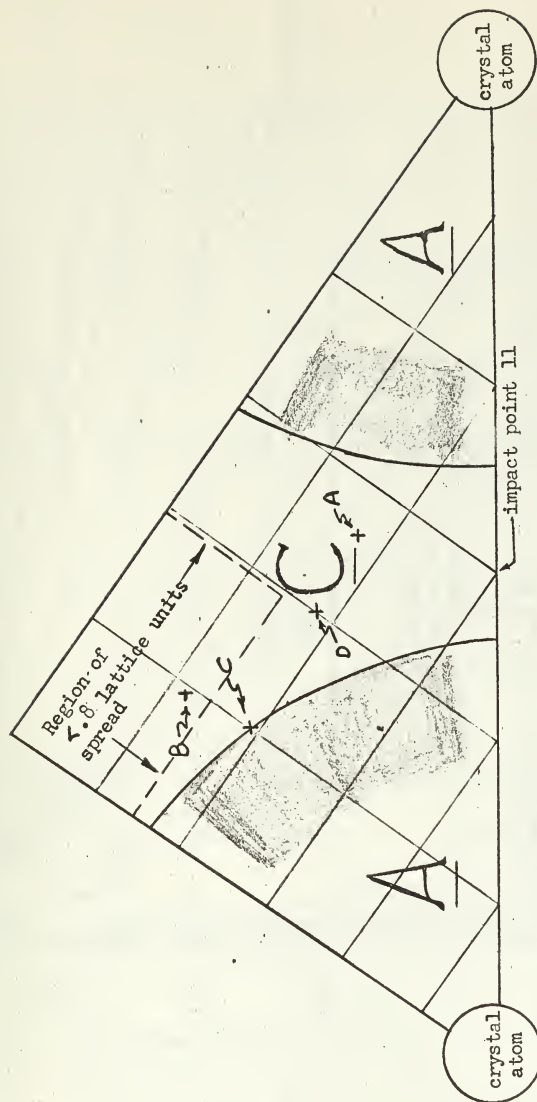 Region of
<.8 lattice units
spread
B
C
C
D
A
A
A
impact point 11
crystal
atom
crystal
atom